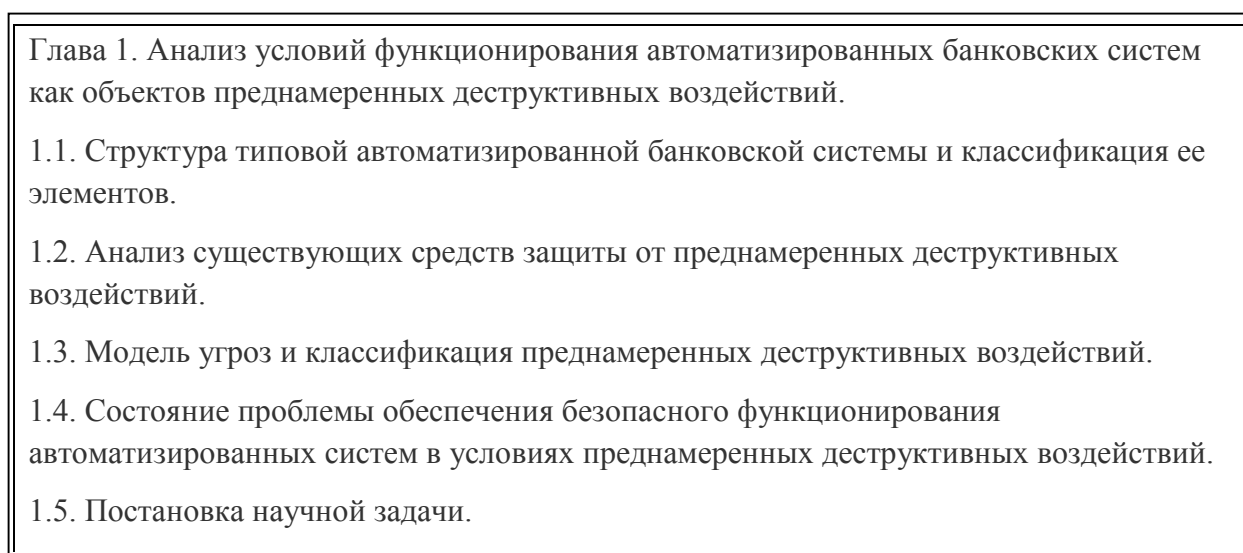 Глава 1. Анализ условий функционирования автоматизированных банковских систем
как объектов преднамеренных деструктивных воздействий.
1.1. Структура типовой автоматизированной банковской системы и классификация ее
элементов.
1.2. Анализ существующих средств защиты от преднамеренных деструктивных
воздействий.
1.3. Модель угроз и классификация преднамеренных деструктивных воздействий.
1.4. Состояние проблемы обеспечения безопасного функционирования
автоматизированных систем в условиях преднамеренных деструктивных воздействий.
1.5. Постановка научной задачи.